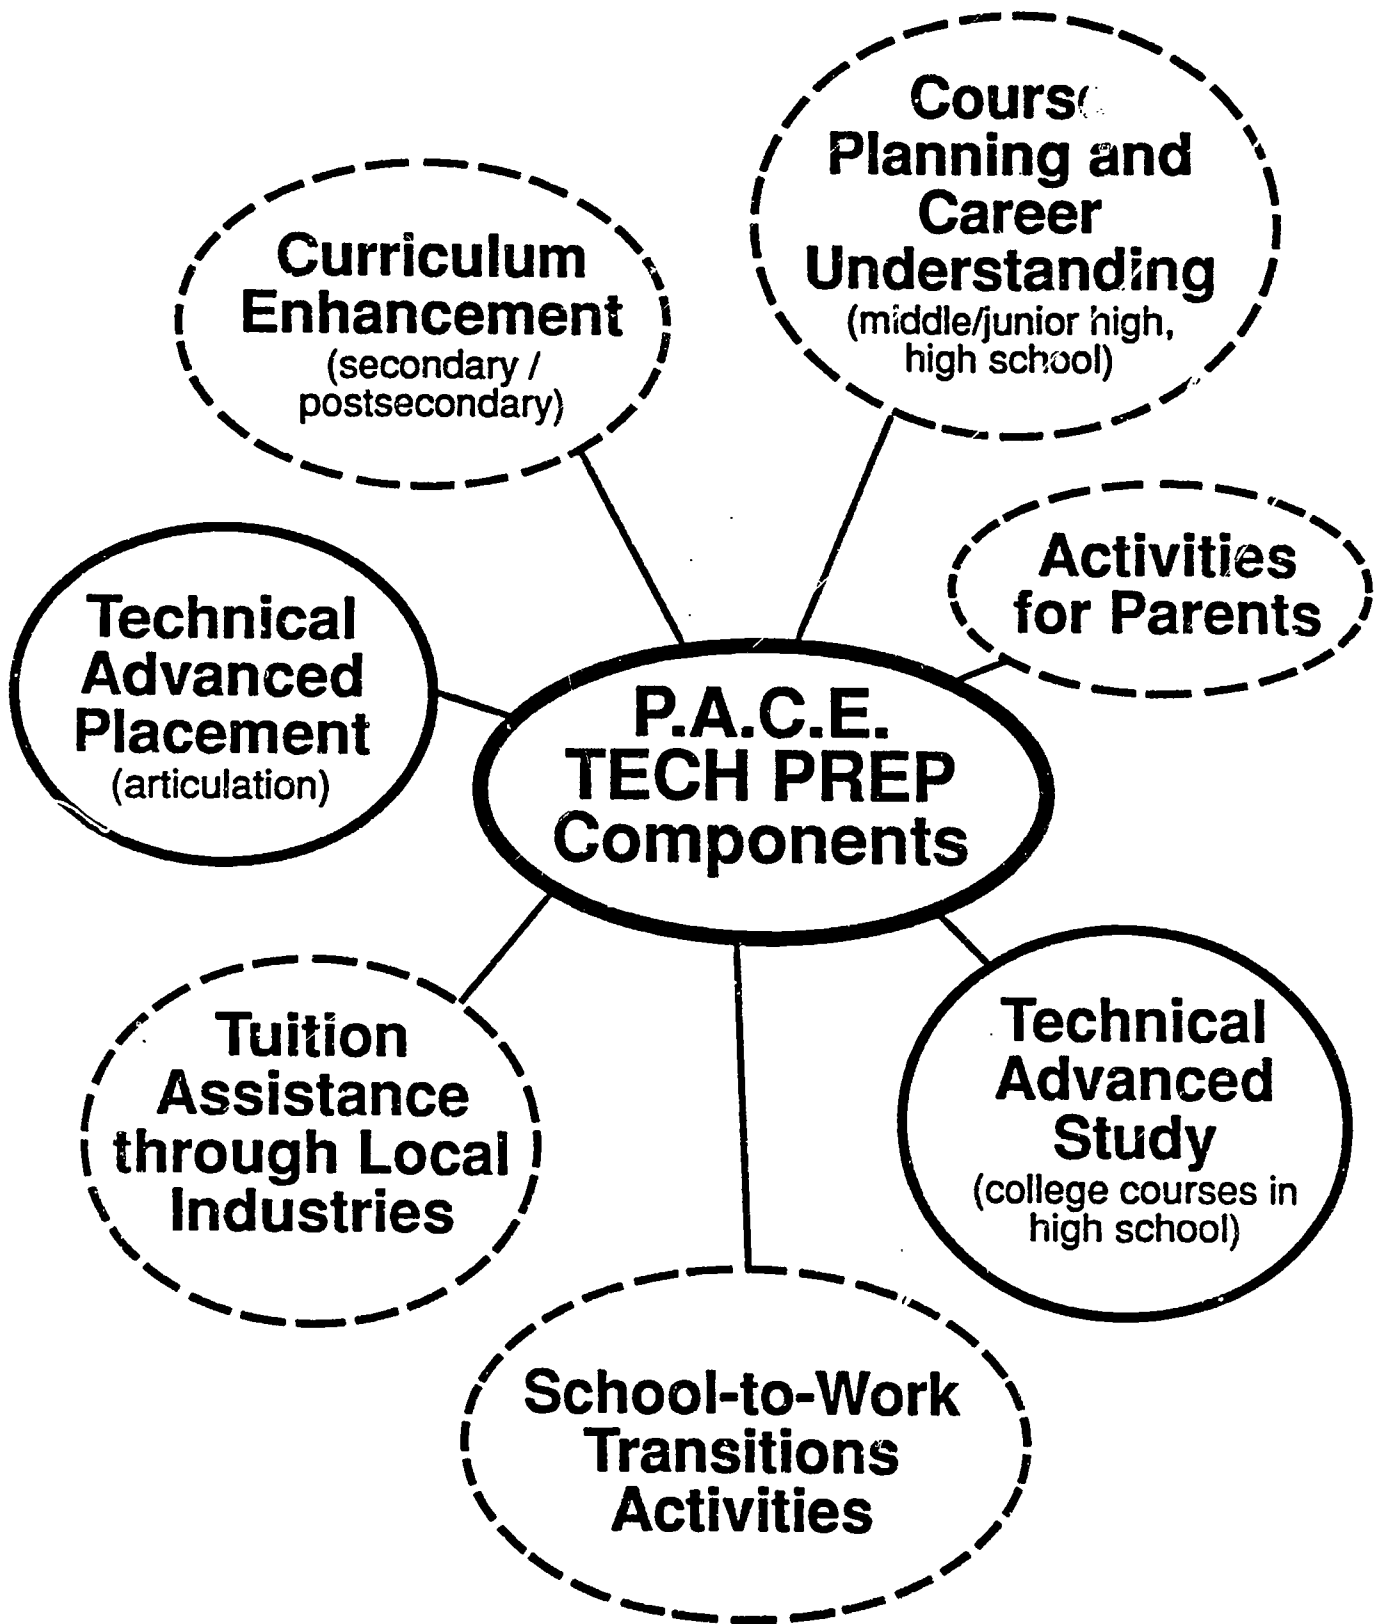 Course
Planning and
Career
Understanding
(middle/junior high,
high school)
Curriculum
Enhancement
(secondary /
postsecondary)
Activities
for Parents
Technical
Advanced
Placement
(articulation)
P.A.C.E.
TECH PREP
Components
Technical
Advanced
Study
(college courses in
high school)
Tuition
Assistance
through Local
Industries
School-to-Work
Transitions
Activities